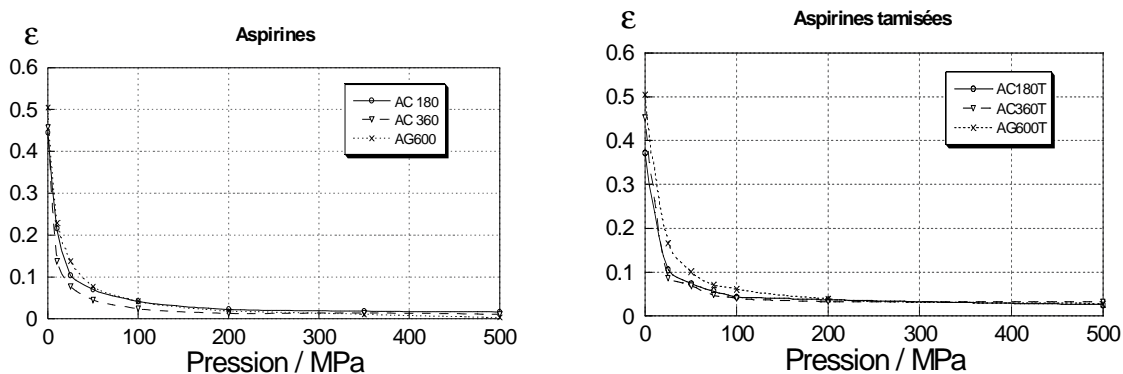 ε
Aspirines
0.6
0.5
0.4
0.3
0.2
0.1
0
AC 180
AC 360
AG600
0 100 200 300 400 500
Pression / MPa
ε
Aspirines tamisées
0.6
0.5
0.4
0.3
0.2
0.1
0
AC180T
AC360T
AG600T
0 100 200 300 400 500
Pression / MPa